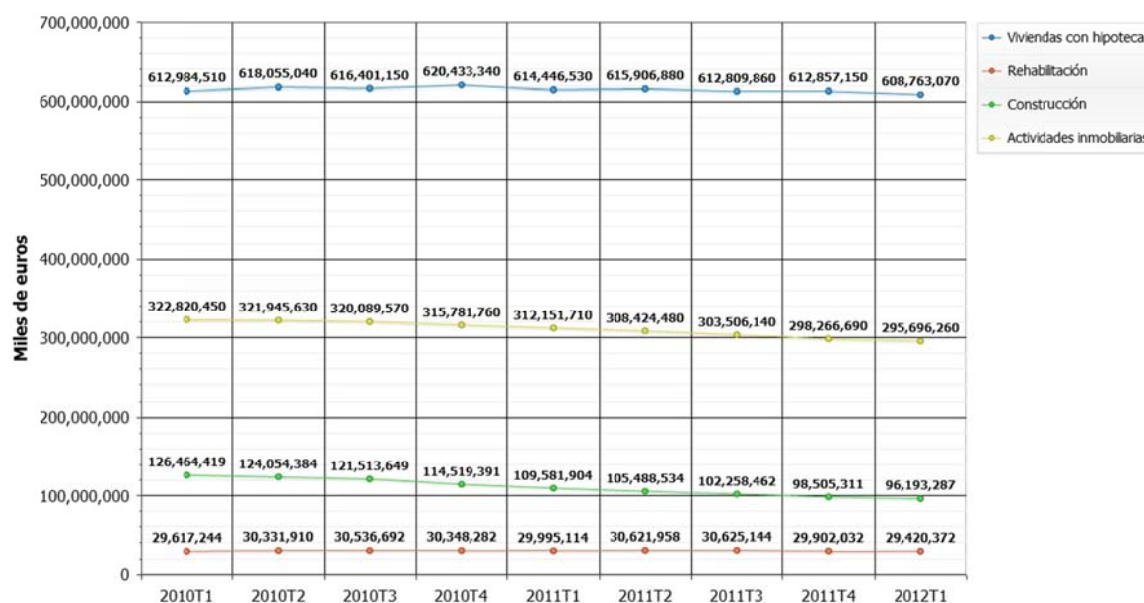 700,000,000
600,000,000
500,000,000
400,000,000
300,000,000
200,000,000
100,000,000
0
Miles de euros
612,984,510 618,055,040 616,401,150 620,433,340 614,446,530 615,906,880 612,809,860 612,857,150 608,763,070
322,820,450 321,945,630 320,089,570 315,781,760 312,151,710 308,424,480 303,506,140 298,266,690 295,696,260
126,464,419 124,054,384 121,513,649 114,519,391 109,581,904 105,488,534 102,258,462 98,505,311 96,193,287
29,617,244 30,331,910 30,536,692 30,348,282 29,995,114 30,621,958 30,625,144 29,902,032 29,420,372
2010T1 2010T2 2010T3 2010T4 2011T1 2011T2 2011T3 2011T4 2012T1
Viviendas con hipoteca
Rehabilitación
Construcción
Actividades inmobiliarias